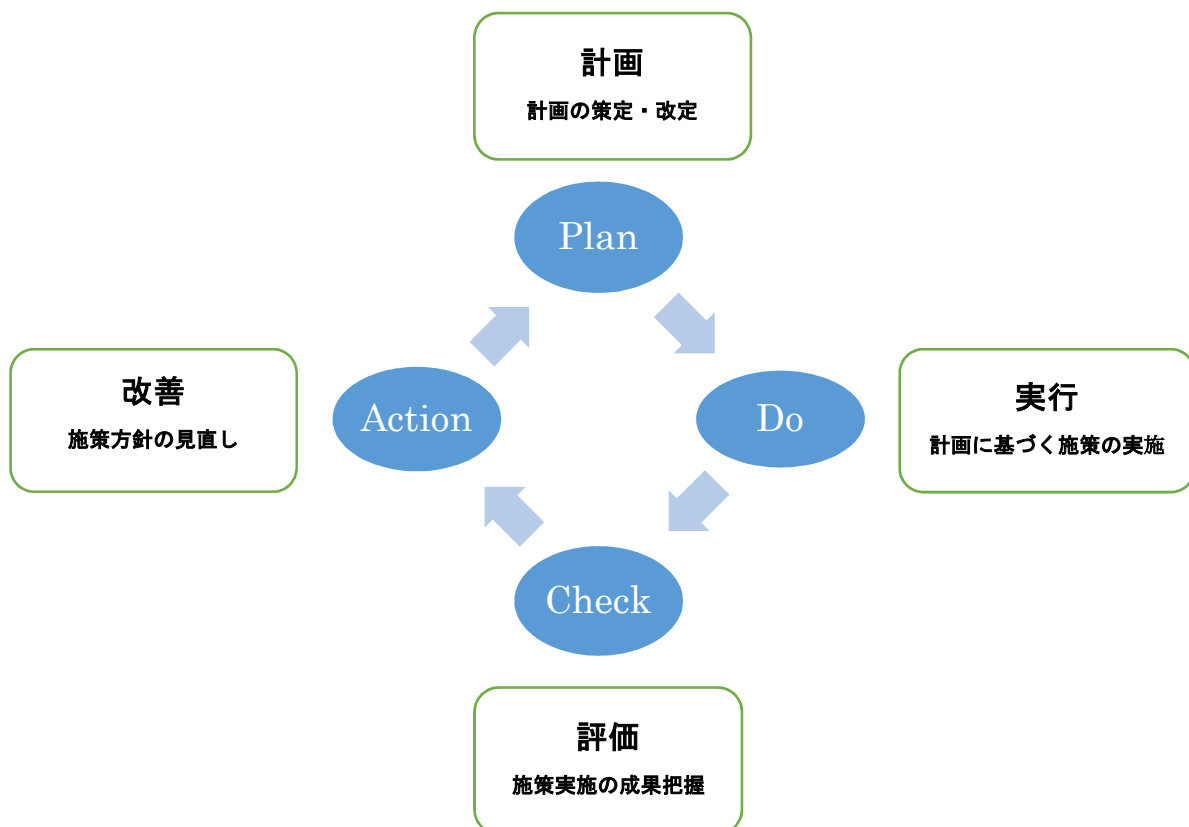 計画
計画の策定・改定
Plan
改善
施策方針の見直し
Action
Do
実行
計画に基づく施策の実施
Check
評価
施策実施の成果把握